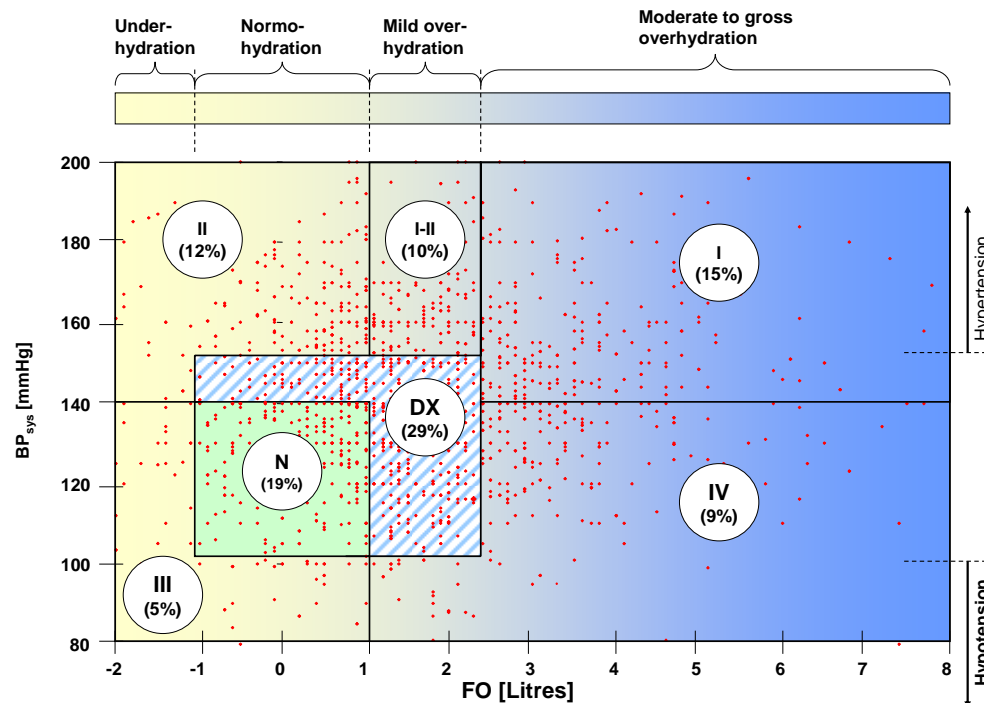 Under-
hydration
Normo-
hydration
Mild over-
hydration
Moderate to gross
overhydration
200
180
160
140
120
100
80
BPsys [mmHg]
II
(12%)
I-II
(10%)
I
(15%)
DX
(29%)
N
(19%)
IV
(9%)
III
(5%)
Hypertension
Hypotension
-2 -1 0 1 2 3 4 5 6 7 8
FO [Litres]